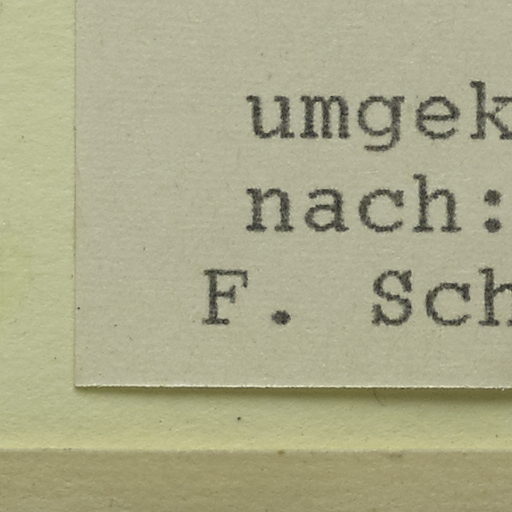 umgek
nach:
F. Sch